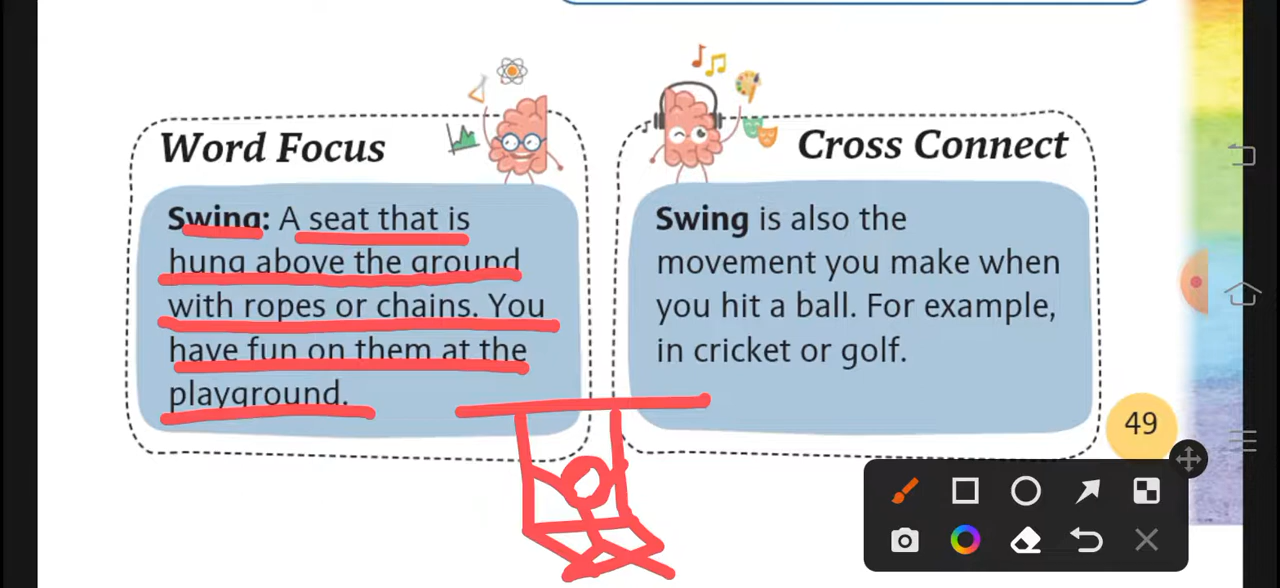 Word Focus
Swing: A seat that is
hung above the ground
with ropes or chains. You
have fun on them at the
playground.
Cross Connect
Swing is also the
movement you make when
you hit a ball. For example,
in cricket or golf.
49